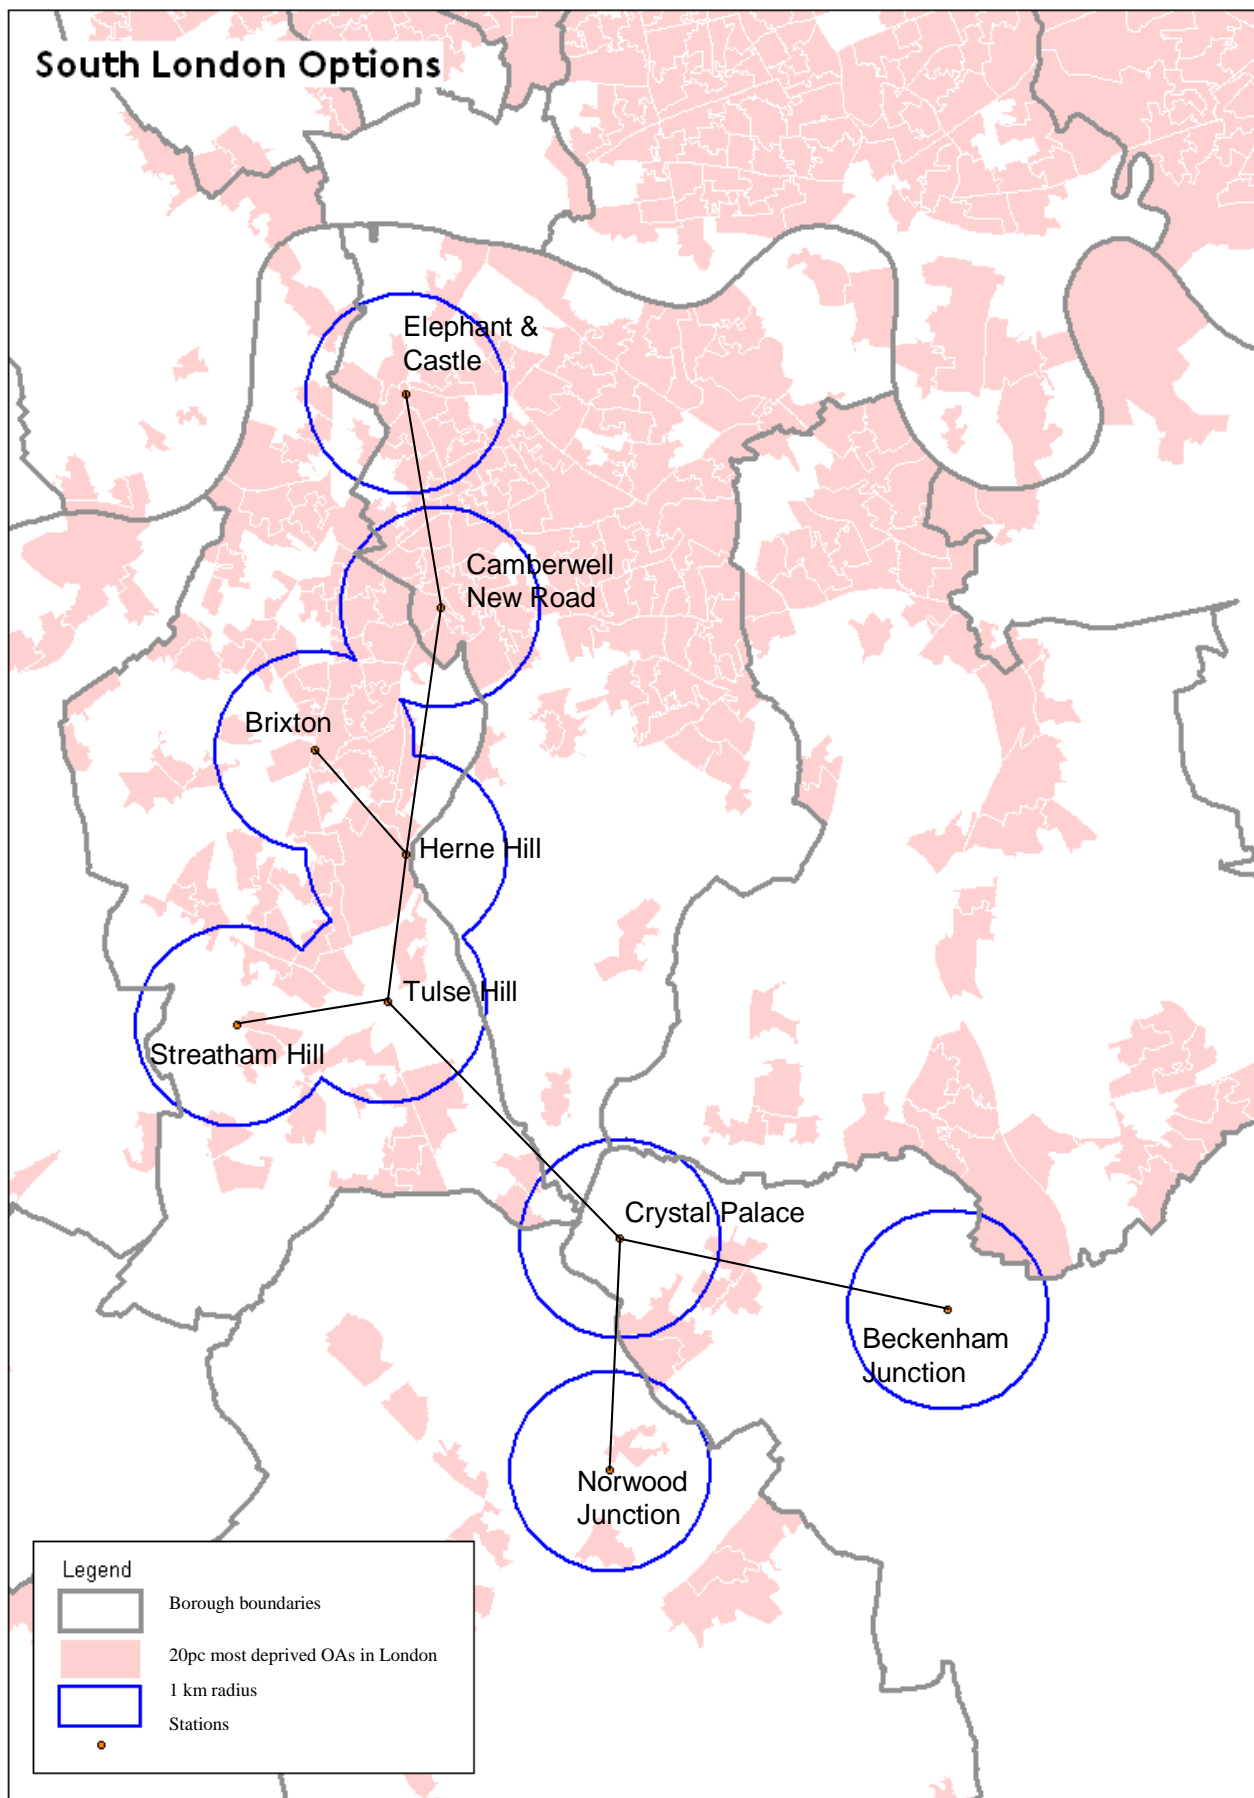 South London Options
Elephant &
Castle
Camberwell
New Road
Brixton
Herne Hill
Tulse Hill
Streatham Hill
Crystal Palace
Beckenham
Junction
Norwood
Junction
Legend
Borough boundaries
20pc most deprived OAs in London
1 km radius
Stations